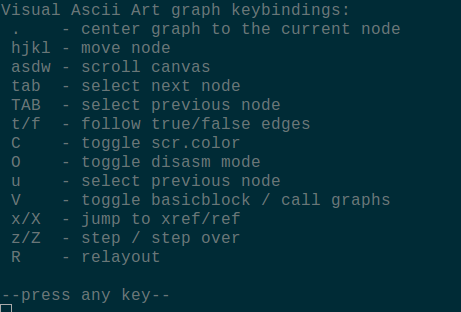 Visual Ascii Art graph keybindings:
.    - center graph to the current node
hjkl - move node
asdw - scroll canvas
tab  - select next node
TAB  - select previous node
t/f  - follow true/false edges
C    - toggle scr.color
O    - toggle disasm mode
u    - select previous node
V    - toggle basicblock / call graphs
x/X  - jump to xref/ref
z/Z  - step / step over
R    - relayout
--press any key--